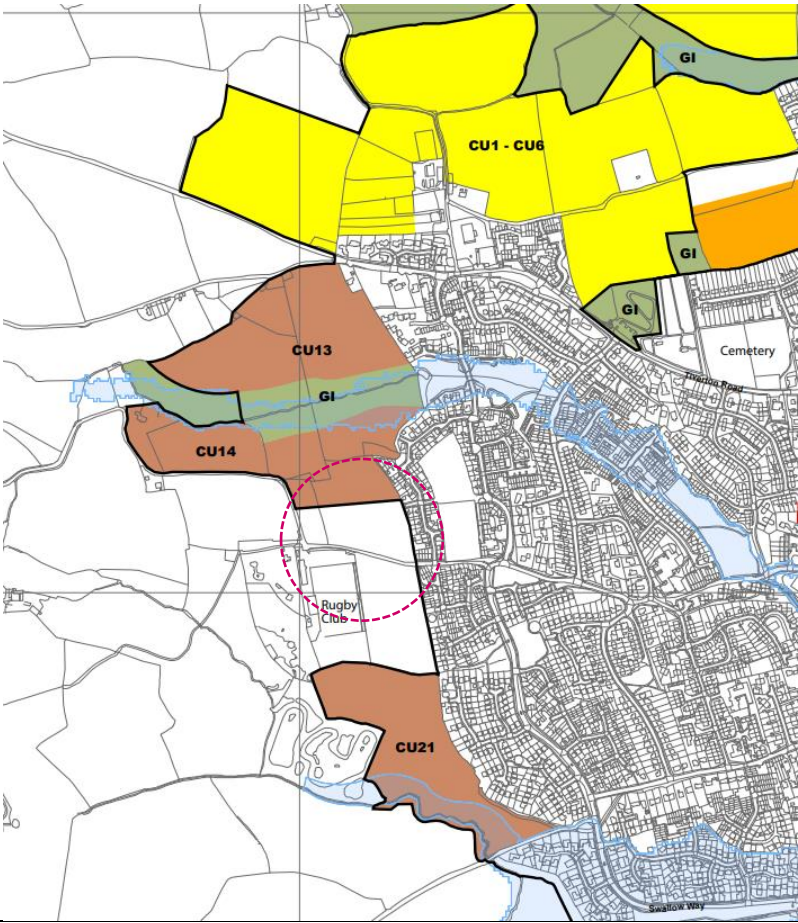 GI
CU1 - CU6
GI
GI
CU13
Cemetery
Tiverton Road
GI
CU14
Rugby
Club
CU21
Swallow Way